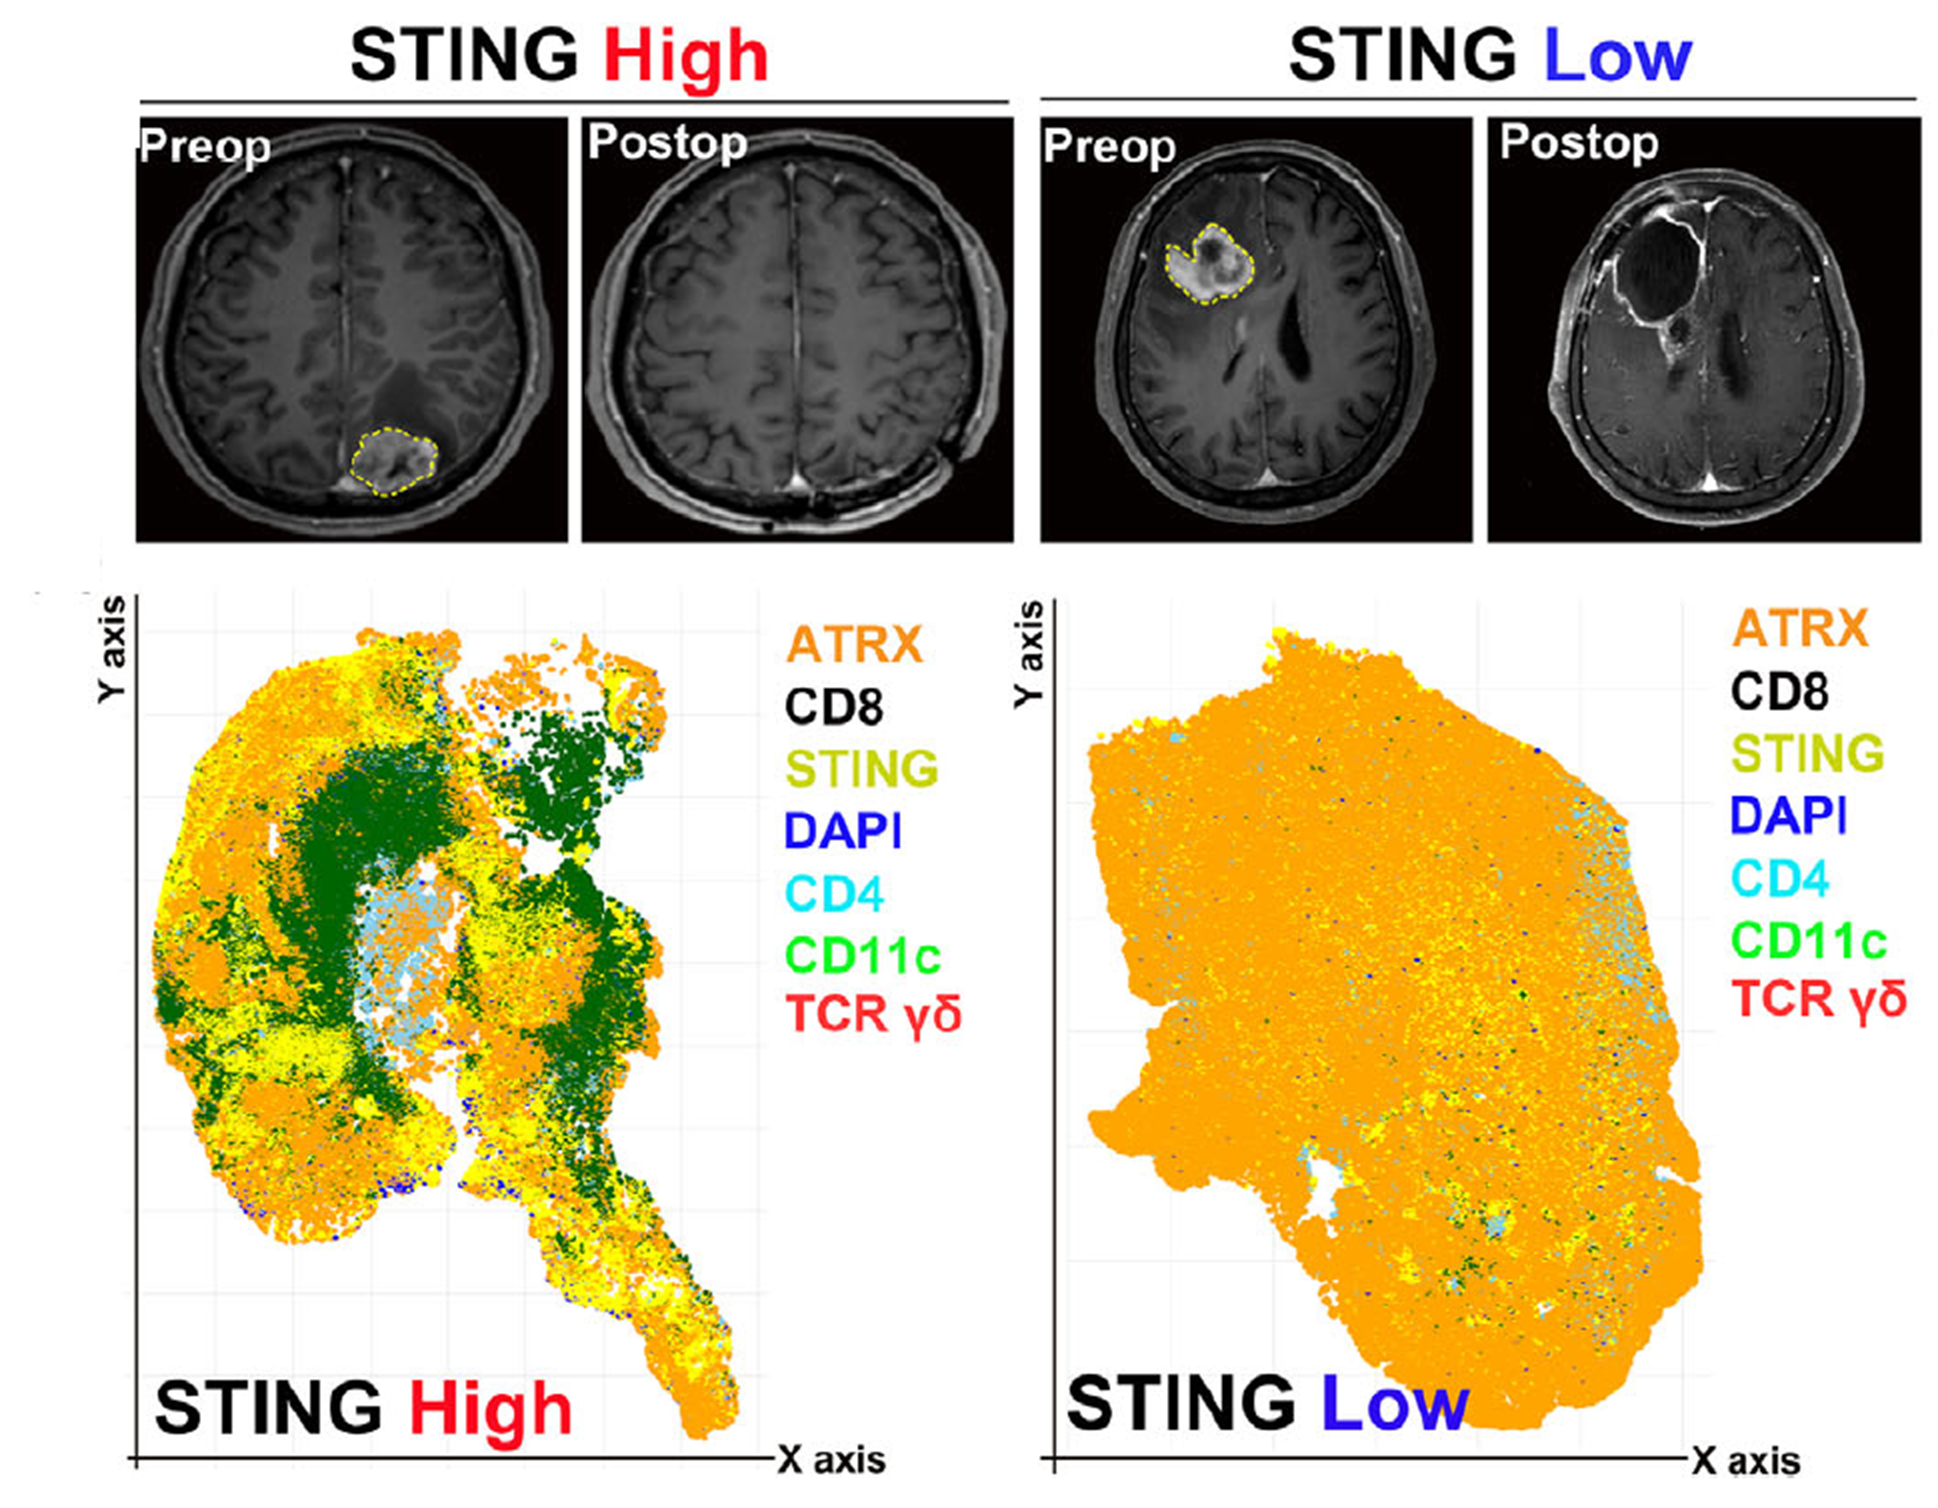 STING High
STING Low
Preop
Postop
Preop
Postop
Y axis
ATRX
CD8
STING
DAPI
CD4
CD11c
TCR γδ
STING High
X axis
Y axis
ATRX
CD8
STING
DAPI
CD4
CD11c
TCR γδ
STING Low
X axis